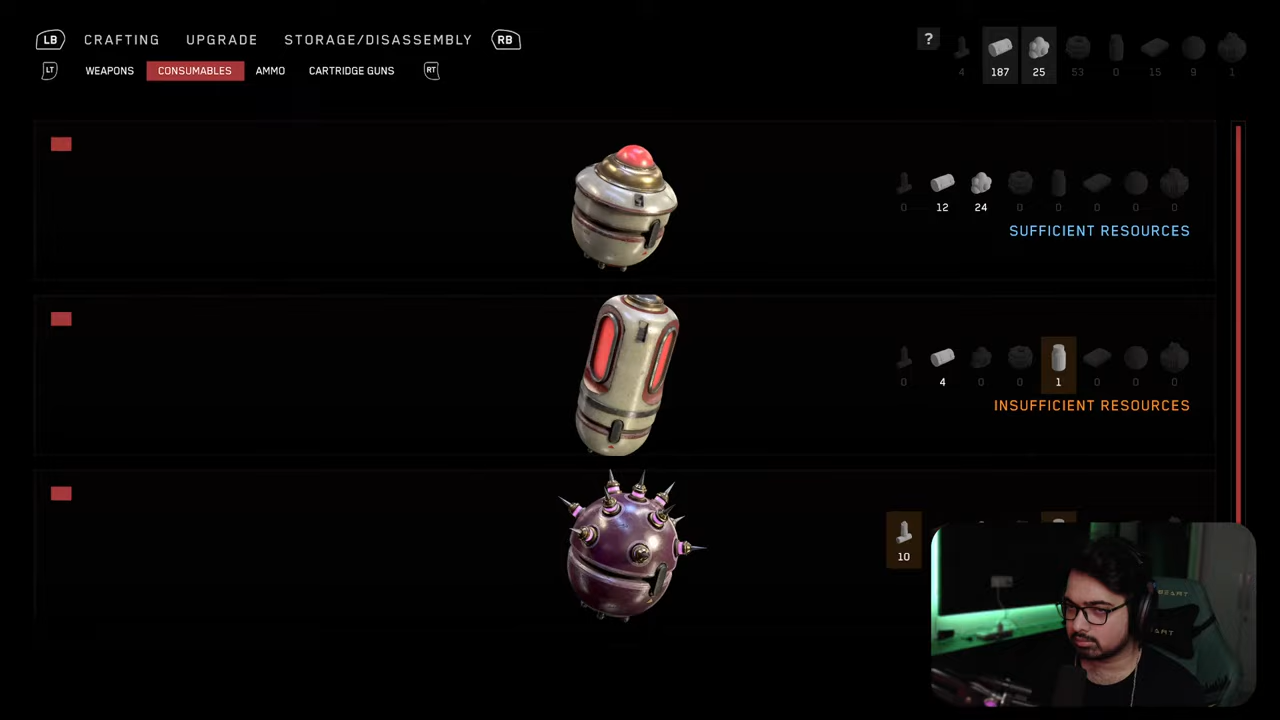 LB CRAFTING UPGRADE STORAGE/DISASSEMBLY RB
LT WEAPONS CONSUMABLES AMMO CARTRIDGE GUNS RT
?
4 187 25 53 0 15 9 1
0 12 24 0 0 0 0 0
SUFFICIENT RESOURCES
0 4 0 0 1 0 0 0
INSUFFICIENT RESOURCES
10